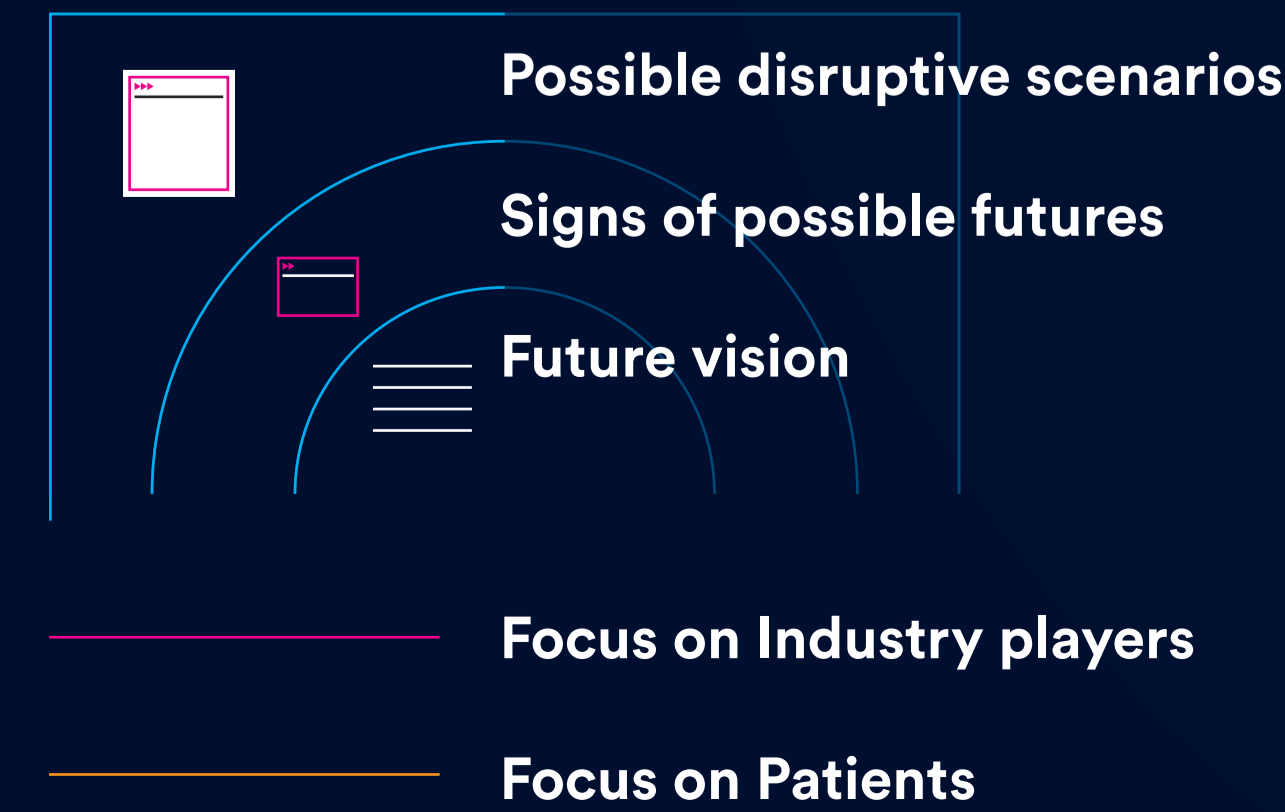 Possible disruptive scenarios
Signs of possible futures
Future vision
Focus on Industry players
Focus on Patients